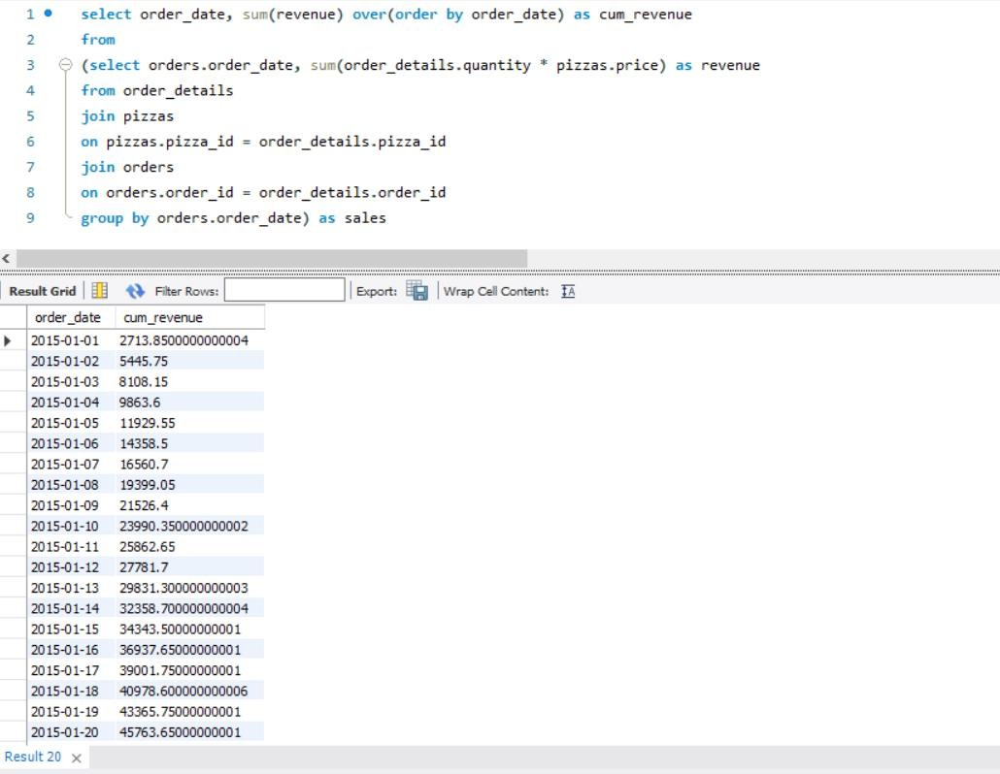 1 select order_date, sum(revenue) over(order by order_date) as cum_revenue
2 from
3 (select orders.order_date, sum(order_details.quantity * pizzas.price) as revenue
4 from order_details
5 join pizzas
6 on pizzas.pizza_id = order_details.pizza_id
7 join orders
8 on orders.order_id = order_details.order_id
9 group by orders.order_date) as sales
Result Grid Filter Rows: Export: Wrap Cell Content:
order_date cum_revenue
2015-01-01 2713.8500000000004
2015-01-02 5445.75
2015-01-03 8108.15
2015-01-04 9863.6
2015-01-05 11929.55
2015-01-06 14358.5
2015-01-07 16560.7
2015-01-08 19399.05
2015-01-09 21526.4
2015-01-10 23990.350000000002
2015-01-11 25862.65
2015-01-12 27781.7
2015-01-13 29831.300000000003
2015-01-14 32358.700000000004
2015-01-15 34343.50000000001
2015-01-16 36937.65000000001
2015-01-17 39001.75000000001
2015-01-18 40978.600000000006
2015-01-19 43365.75000000001
2015-01-20 45763.65000000001
Result 20